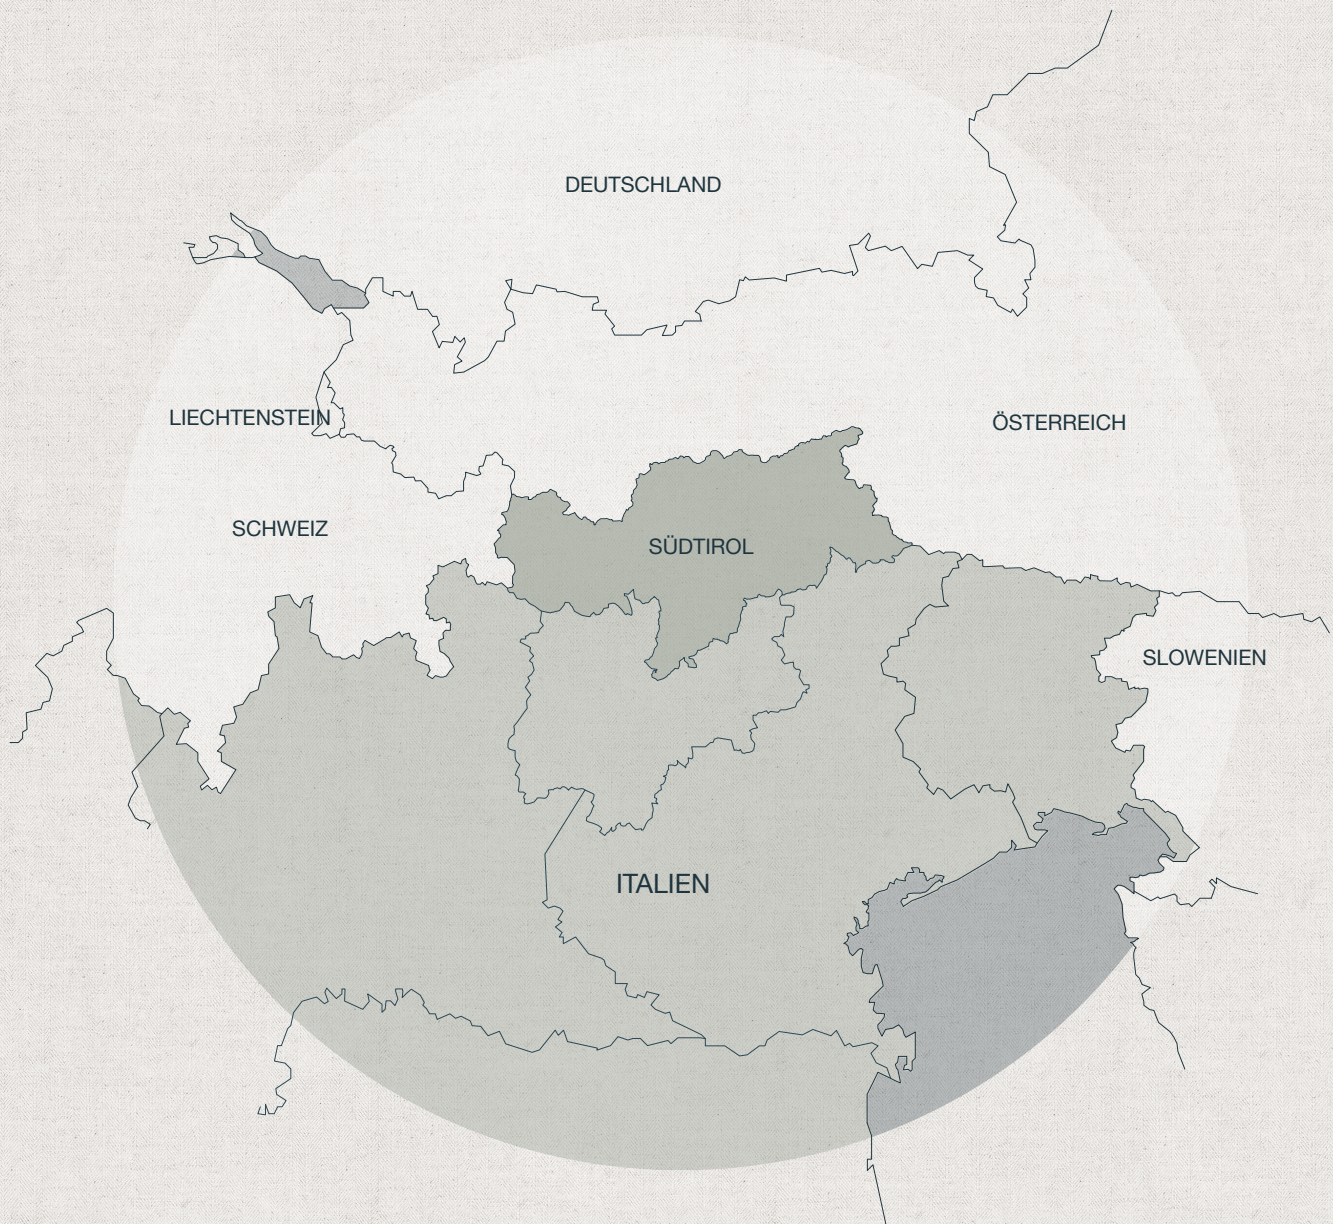 DEUTSCHLAND
LIECHTENSTEIN
ÖSTERREICH
SCHWEIZ
SÜDTIROL
SLOWENIEN
ITALIEN